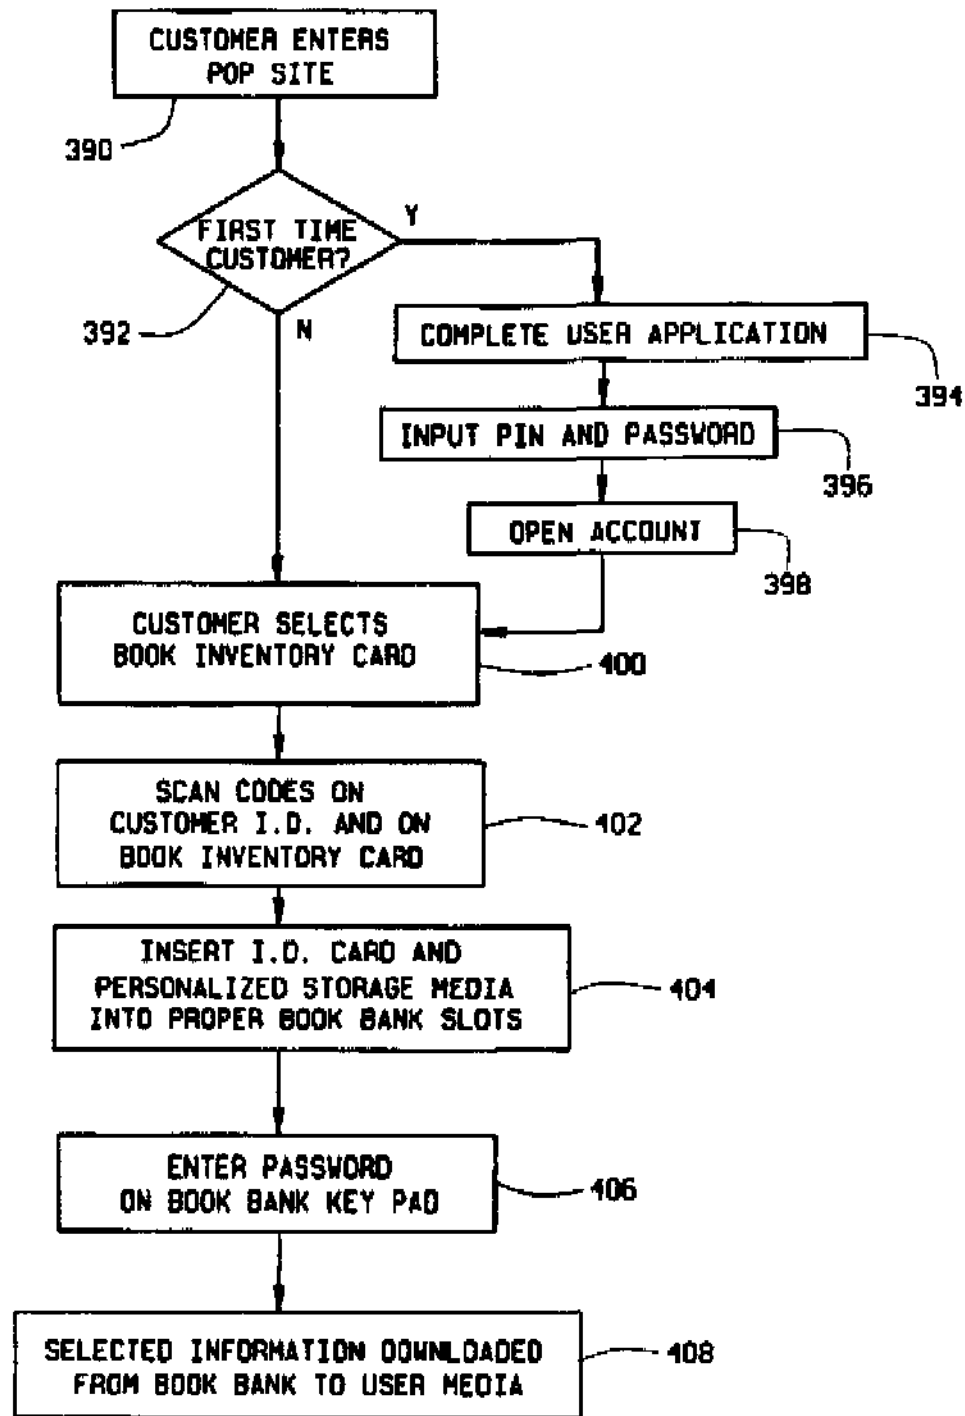 CUSTOMER ENTERS
POP SITE
390
FIRST TIME
CUSTOMER?
Y
392
N
COMPLETE USER APPLICATION
394
INPUT PIN AND PASSWORD
396
OPEN ACCOUNT
398
CUSTOMER SELECTS
BOOK INVENTORY CARD
400
SCAN CODES ON
CUSTOMER I.D. AND ON
BOOK INVENTORY CARD
402
INSERT I.D. CARD AND
PERSONALIZED STORAGE MEDIA
INTO PROPER BOOK BANK SLOTS
404
ENTER PASSWORD
ON BOOK BANK KEY PAD
406
SELECTED INFORMATION DOWNLOADED
FROM BOOK BANK TO USER MEDIA
408